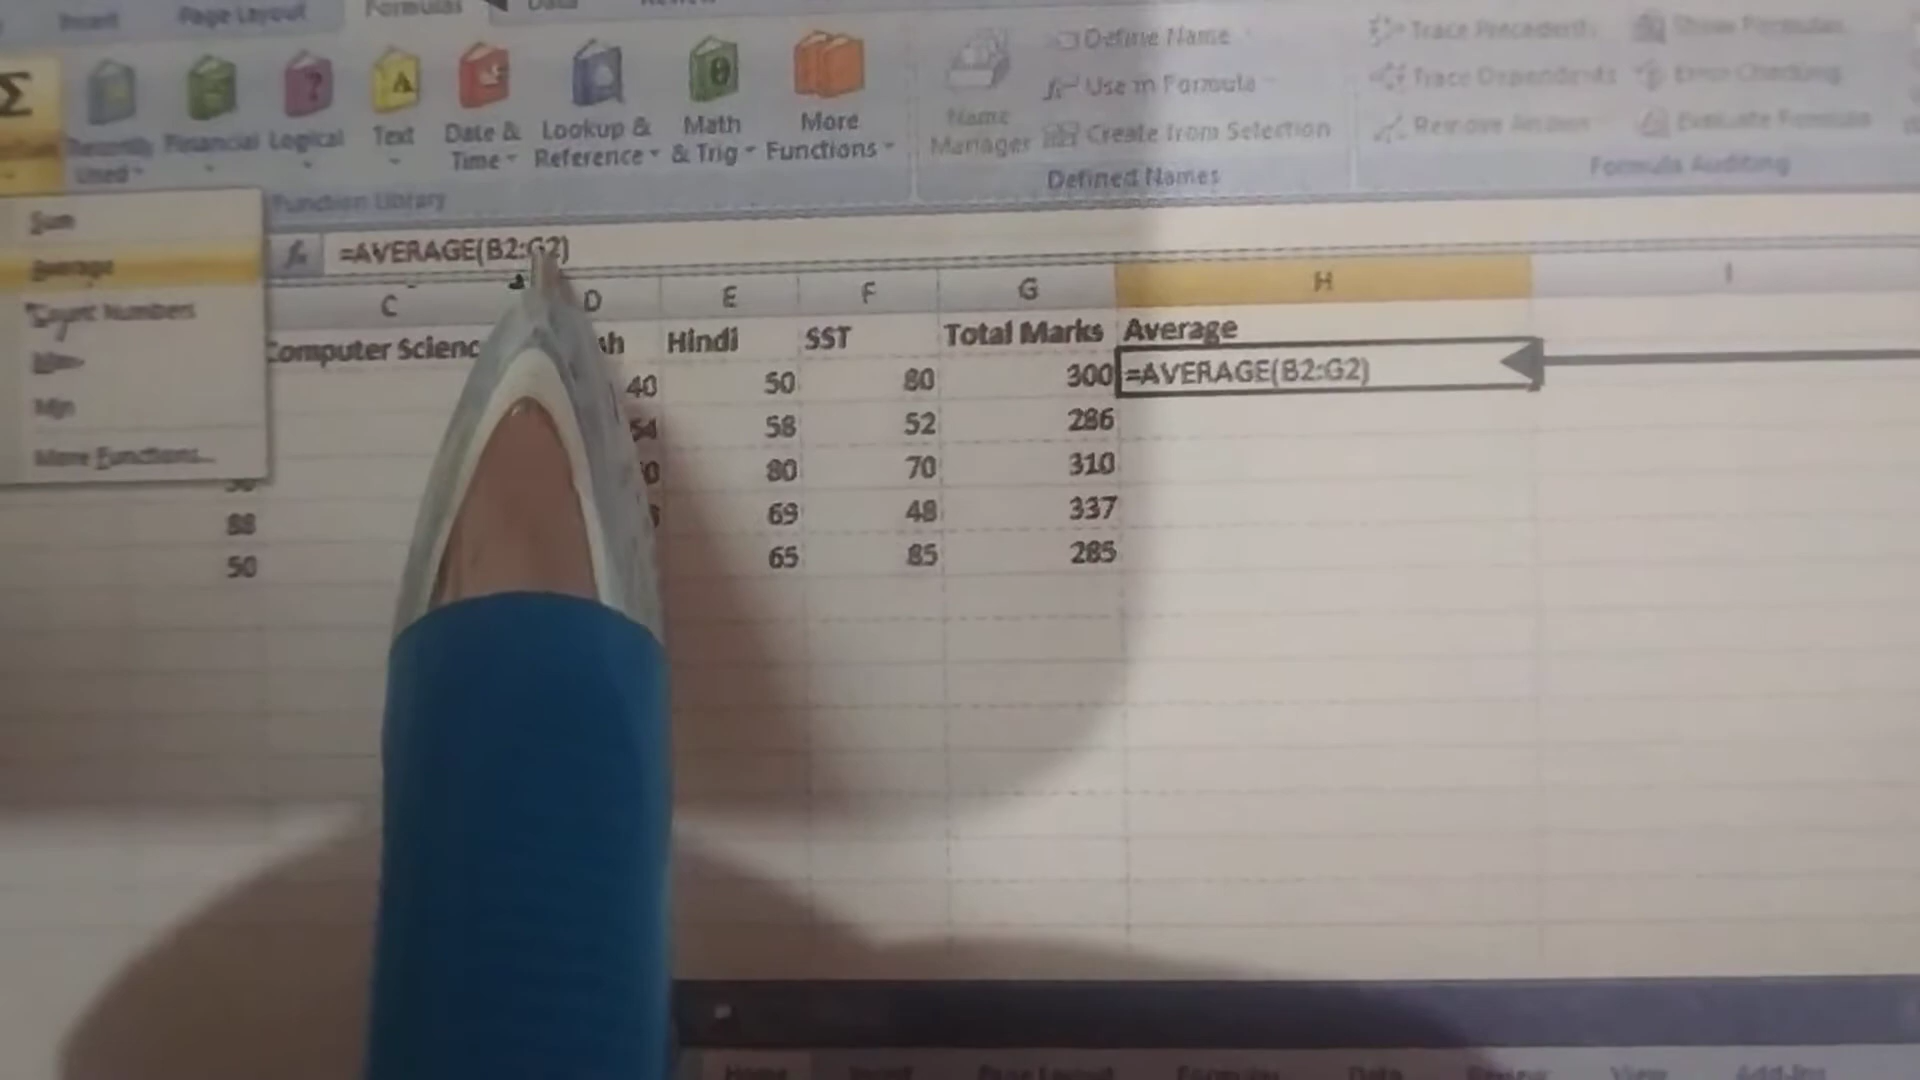 Insert Page Layout Formulas Data Review
Σ
Recently Used
Financial
Logical
Text
Date & Time
Lookup & Reference
Math & Trig
More Functions
Name Manager
Define Name
Use in Formula
Create from Selection
Trace Precedents
Trace Dependents
Remove Arrows
Show Formulas
Error Checking
Evaluate Formula
Function Library
Defined Names
Formula Auditing
Sum
Average
Count Numbers
Max
Min
More Functions...
fx =AVERAGE(B2:G2)
C D E F G H I
Computer Scienc sh Hindi SST Total Marks Average
40 50 80 300 =AVERAGE(B2:G2)
54 58 52 286
0 80 70 310
88 69 48 337
50 65 85 285
Home Insert Page Layout Formulas Data Review View Add-Ins